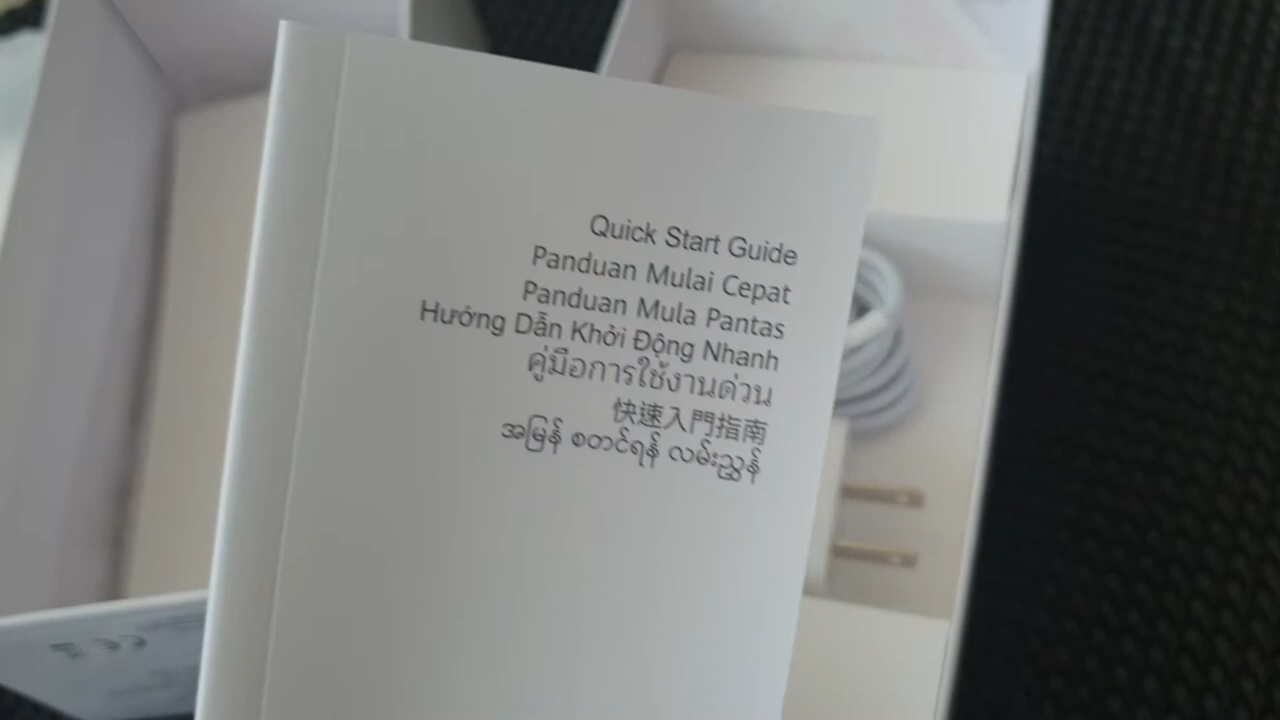 Quick Start Guide
Panduan Mulai Cepat
Panduan Mula Pantas
Hướng Dẫn Khởi Động Nhanh
คู่มือการใช้งานด่วน
快速入門指南
အမြန် စတင်ရန် လမ်းညွှန်